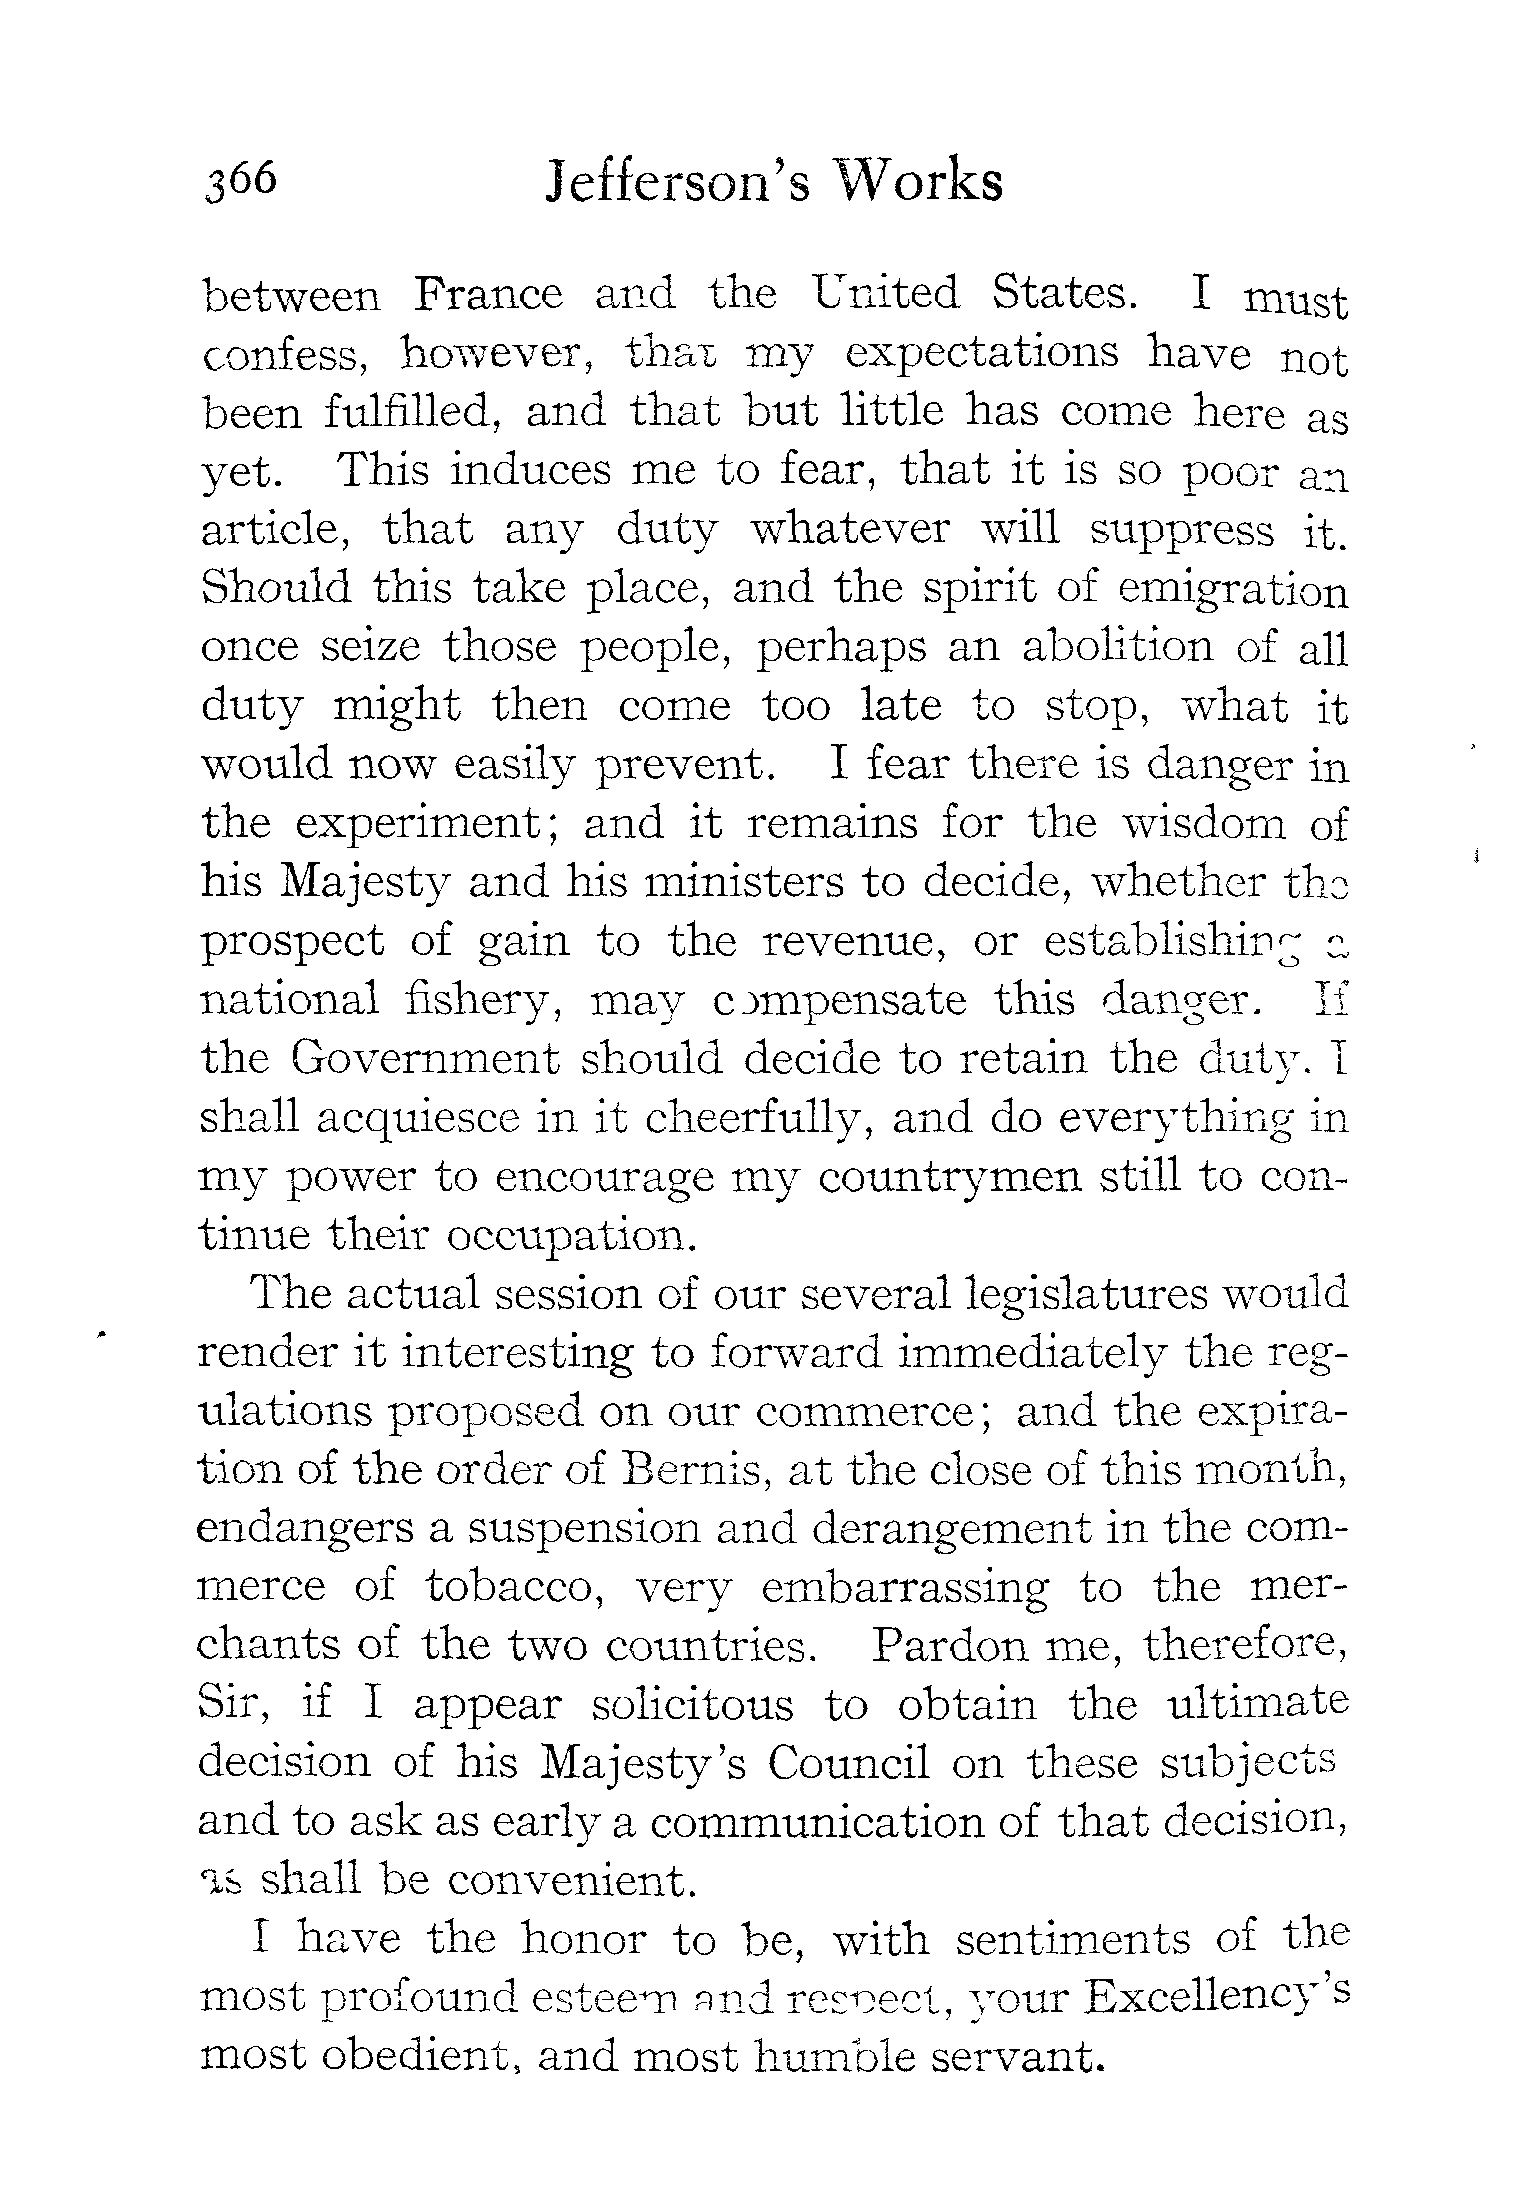 366 Jefferson's Works
between France and the United States. I must
confess, however, that my expectations have not
been fulfilled, and that but little has come here as
yet. This induces me to fear, that it is so poor an
article, that any duty whatever will suppress it.
Should this take place, and the spirit of emigration
once seize those people, perhaps an abolition of all
duty might then come too late to stop, what it
would now easily prevent. I fear there is danger in
the experiment; and it remains for the wisdom of
his Majesty and his ministers to decide, whether the
prospect of gain to the revenue, or establishing a
national fishery, may compensate this danger. If
the Government should decide to retain the duty. I
shall acquiesce in it cheerfully, and do everything in
my power to encourage my countrymen still to con-
tinue their occupation.
The actual session of our several legislatures would
render it interesting to forward immediately the reg-
ulations proposed on our commerce; and the expira-
tion of the order of Bernis, at the close of this month,
endangers a suspension and derangement in the com-
merce of tobacco, very embarrassing to the mer-
chants of the two countries. Pardon me, therefore,
Sir, if I appear solicitous to obtain the ultimate
decision of his Majesty's Council on these subjects
and to ask as early a communication of that decision,
as shall be convenient.
I have the honor to be, with sentiments of the
most profound esteem and respect, your Excellency's
most obedient, and most humble servant.